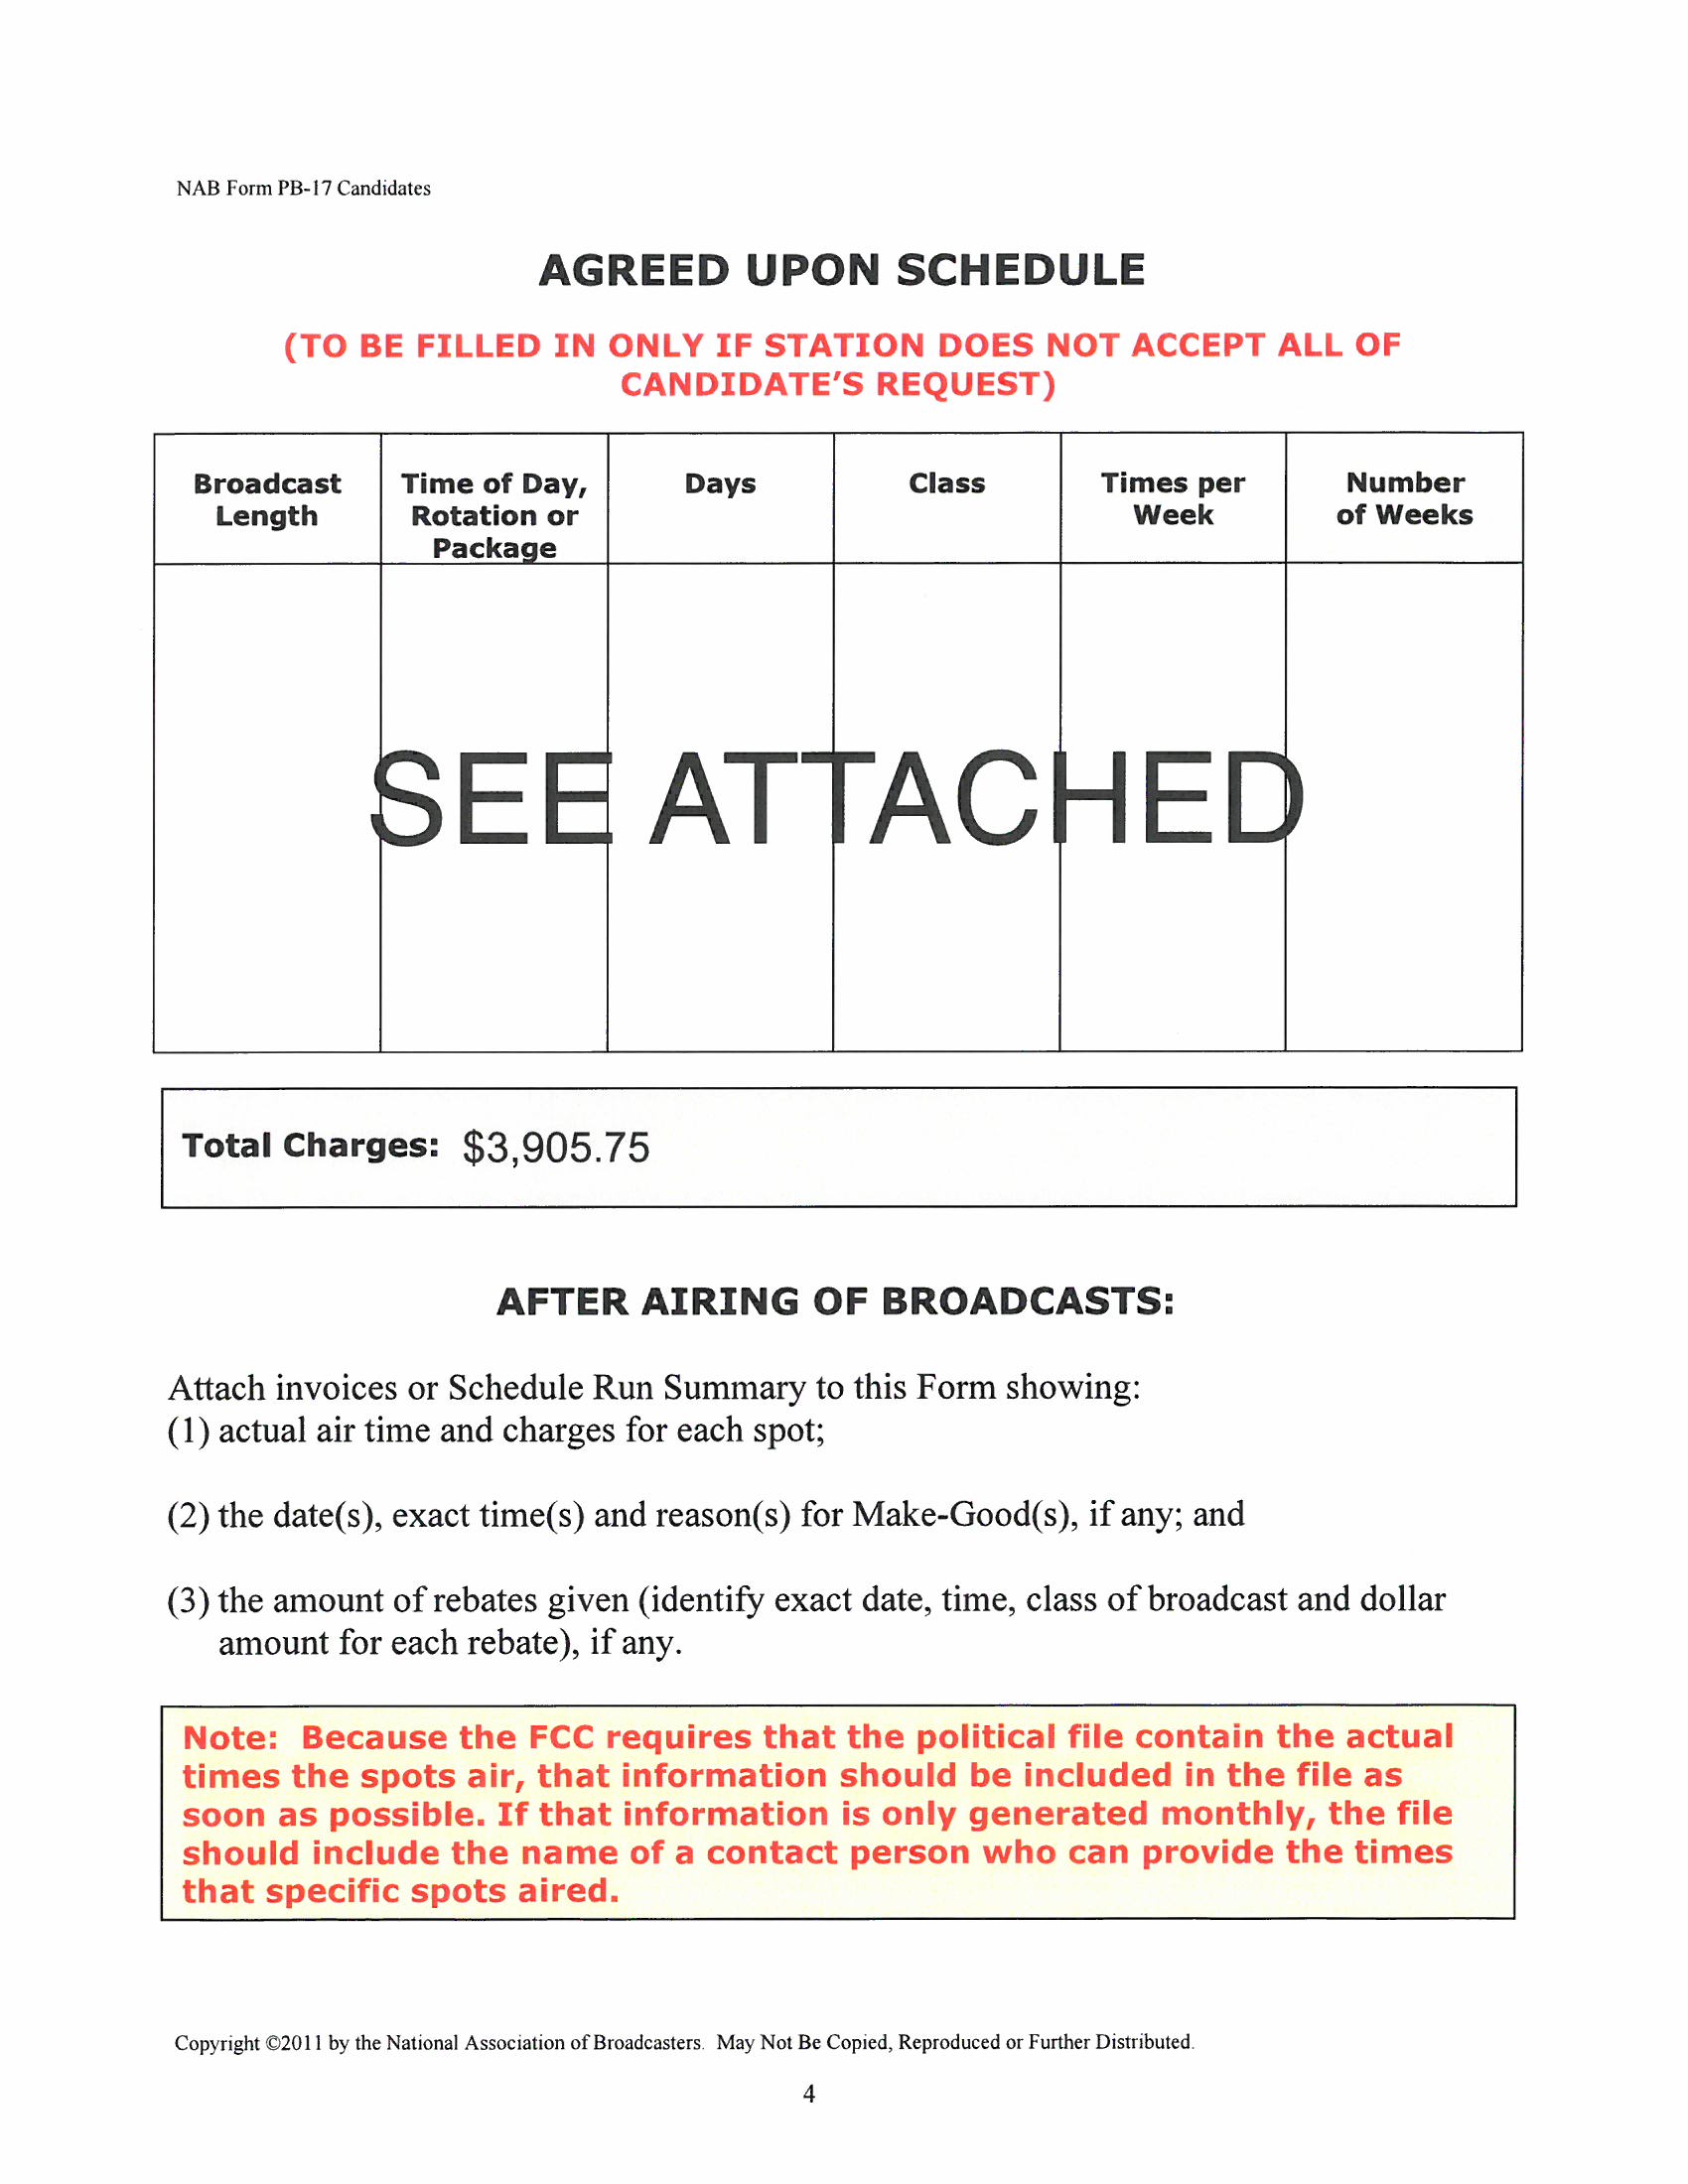 NAB Form PB-17 Candidates
AGREED UPON SCHEDULE
(TO BE FILLED IN ONLY IF STATION DOES NOT ACCEPT ALL OF
CANDIDATE'S REQUEST)
Broadcast Length
Time of Day, Rotation or Package
Days
Class
Times per Week
Number of Weeks
SEE ATTACHED
Total Charges: $3,905.75
AFTER AIRING OF BROADCASTS:
Attach invoices or Schedule Run Summary to this Form showing:
(1) actual air time and charges for each spot;
(2) the date(s), exact time(s) and reason(s) for Make-Good(s), if any; and
(3) the amount of rebates given (identify exact date, time, class of broadcast and dollar
amount for each rebate), if any.
Note: Because the FCC requires that the political file contain the actual
times the spots air, that information should be included in the file as
soon as possible. If that information is only generated monthly, the file
should include the name of a contact person who can provide the times
that specific spots aired.
Copyright ©2011 by the National Association of Broadcasters. May Not Be Copied, Reproduced or Further Distributed.
4